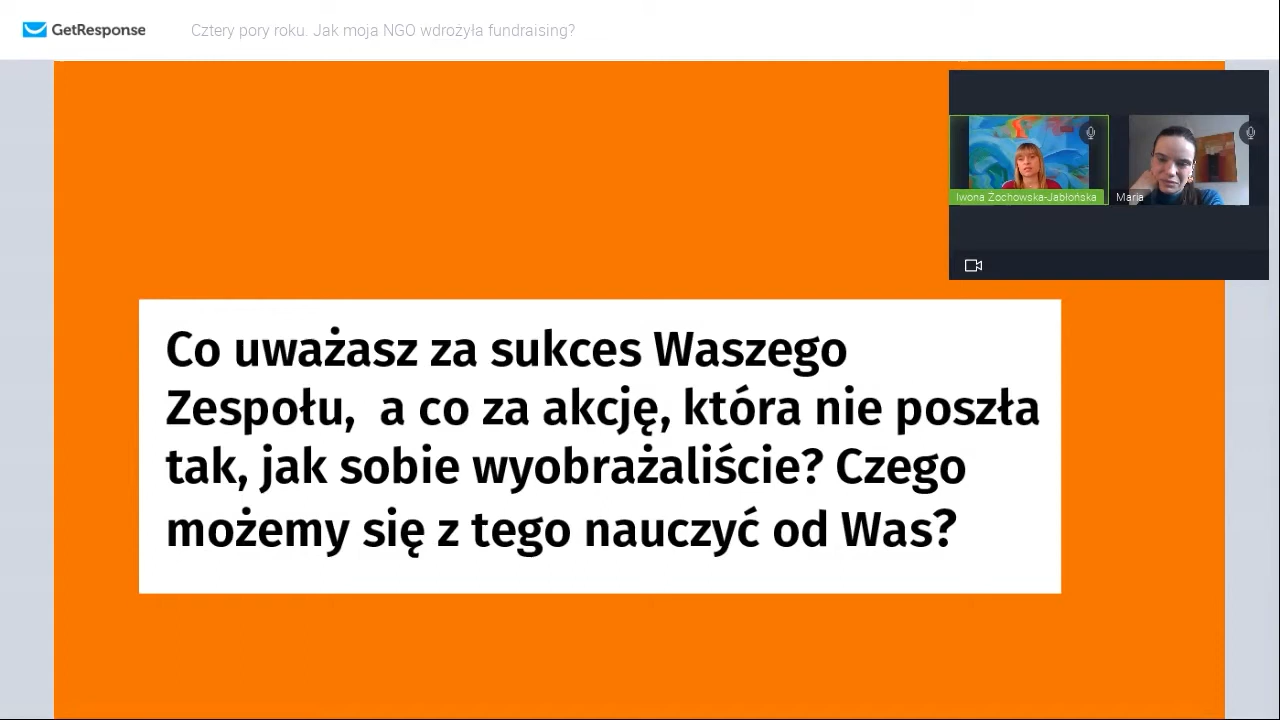 GetResponse
Cztery pory roku. Jak moja NGO wdrożyła fundraising?
Iwona Żochowska-Jabłońska
Maria
Co uważasz za sukces Waszego
Zespołu,  a co za akcję, która nie poszła
tak, jak sobie wyobrażaliście? Czego
możemy się z tego nauczyć od Was?